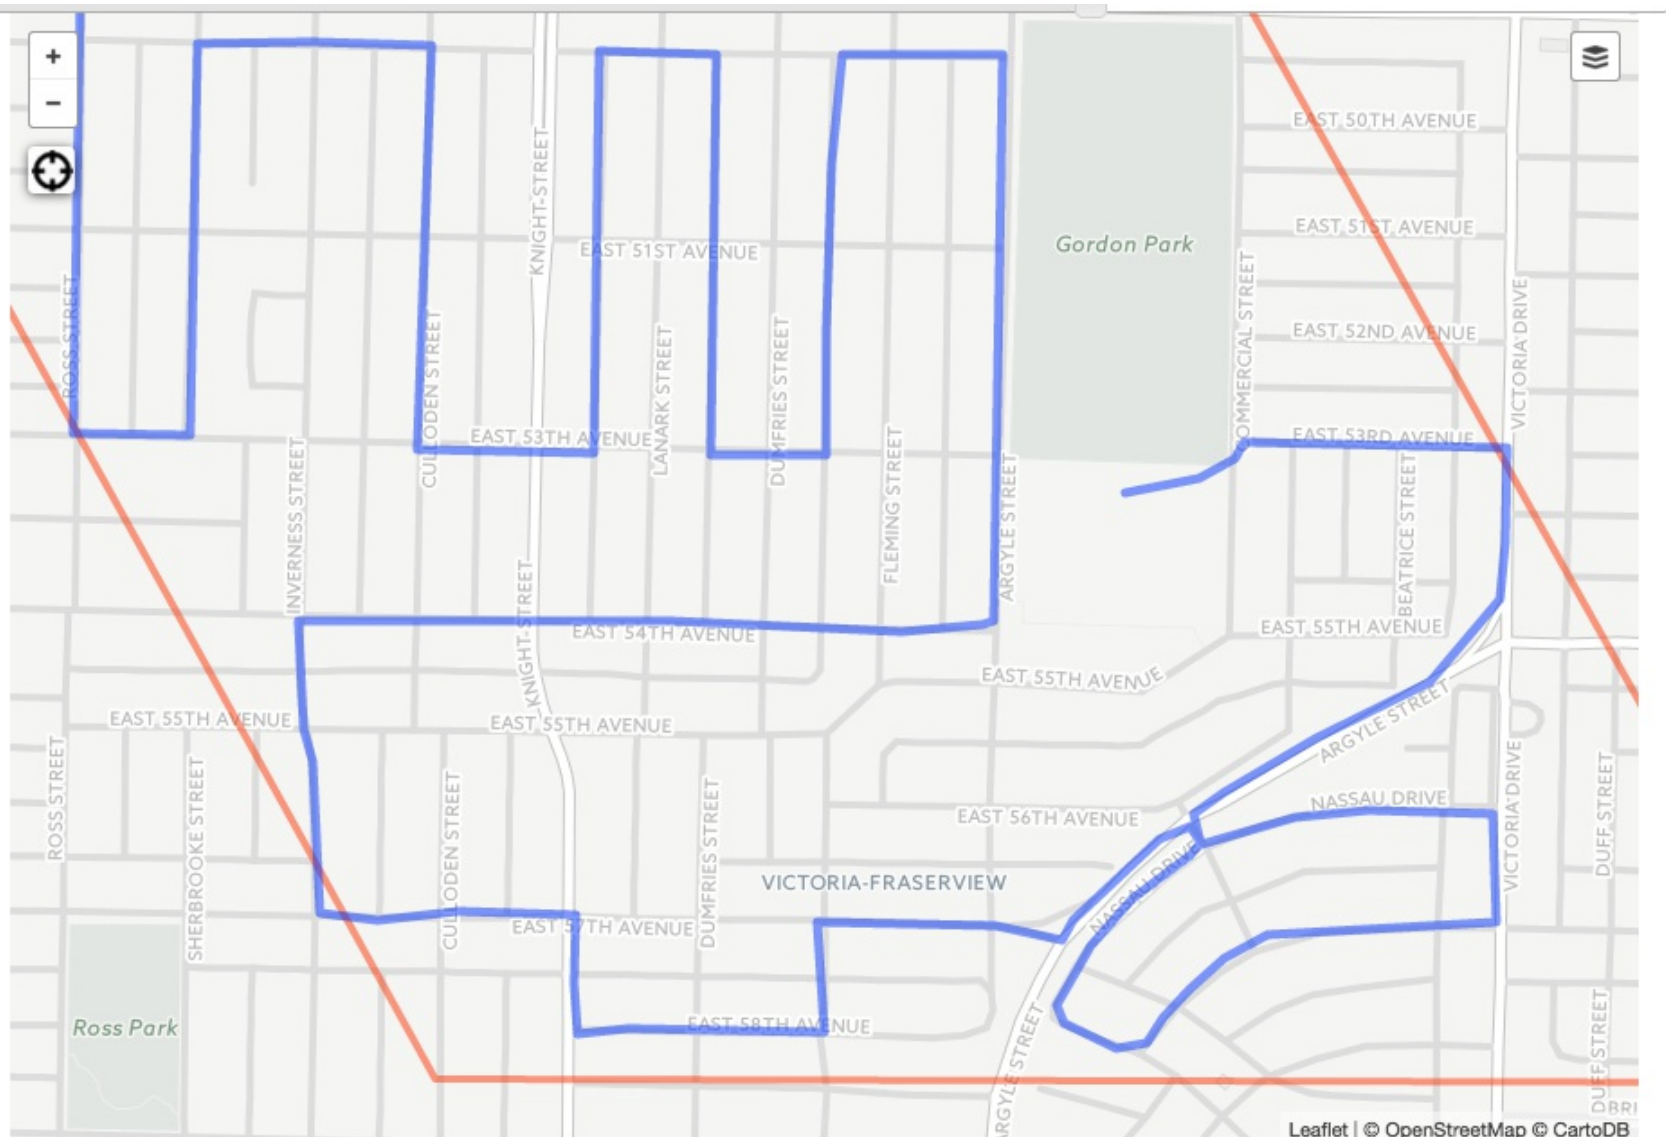 +
−
EAST 50TH AVENUE
EAST 51ST AVENUE
KNIGHT-STREET
EAST 51ST AVENUE
Gordon Park
ROSS STREET
CULLODEN STREET
LANARK STREET
DUMFRIES STREET
COMMERCIAL STREET
EAST 52ND AVENUE
VICTORIA DRIVE
EAST 53TH AVENUE
EAST 53RD AVENUE
INVERNESS STREET
FLEMING STREET
ARGYLE STREET
BEATRICE STREET
KNIGHT-STREET
EAST 54TH AVENUE
EAST 55TH AVENUE
EAST 55TH AVENUE
EAST 55TH AVENUE
EAST 55TH AVENUE
ARGYLE STREET
ROSS STREET
SHERBROOKE STREET
CULLODEN STREET
DUMFRIES STREET
EAST 56TH AVENUE
NASSAU DRIVE
VICTORIA DRIVE
DUFF STREET
VICTORIA-FRASERVIEW
NASSAU DRIVE
EAST 57TH AVENUE
Ross Park
EAST 58TH AVENUE
ARGYLE STREET
DUFF STREET
BRI
Leaflet | © OpenStreetMap © CartoDB